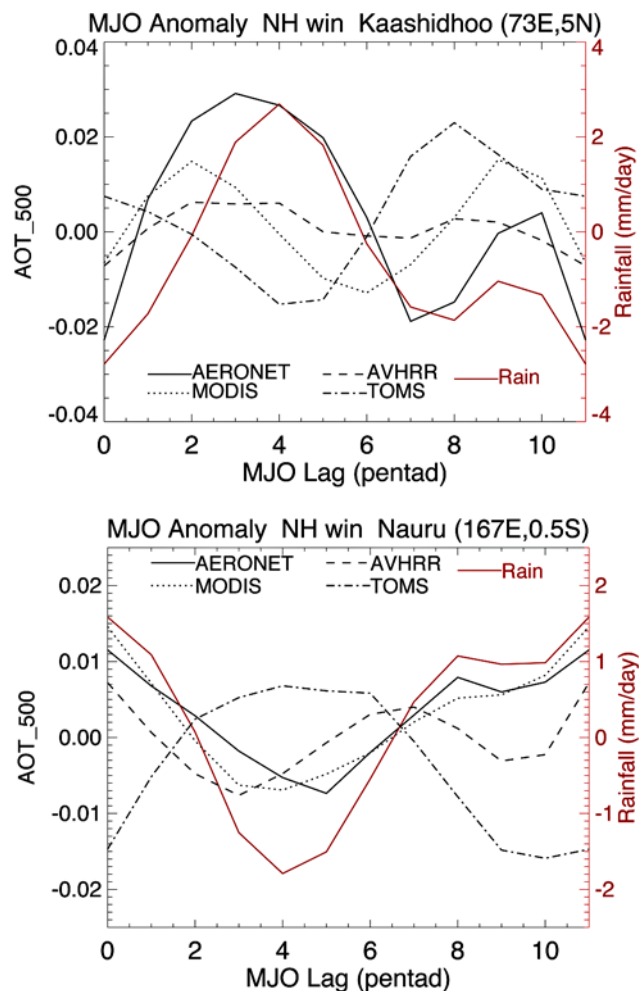 MJO Anomaly NH win Kaashidhoo (73E,5N)
0.04
4
0.02
2
0.00
0
-0.02
-2
-0.04
-4
AOT_500
Rainfall (mm/day)
AERONET AVHRR Rain
MODIS TOMS
0 2 4 6 8 10
MJO Lag (pentad)
MJO Anomaly NH win Nauru (167E,0.5S)
AERONET AVHRR Rain
MODIS TOMS
0.02
2
0.01
1
0.00
0
-0.01
-1
-0.02
-2
AOT_500
Rainfall (mm/day)
0 2 4 6 8 10
MJO Lag (pentad)